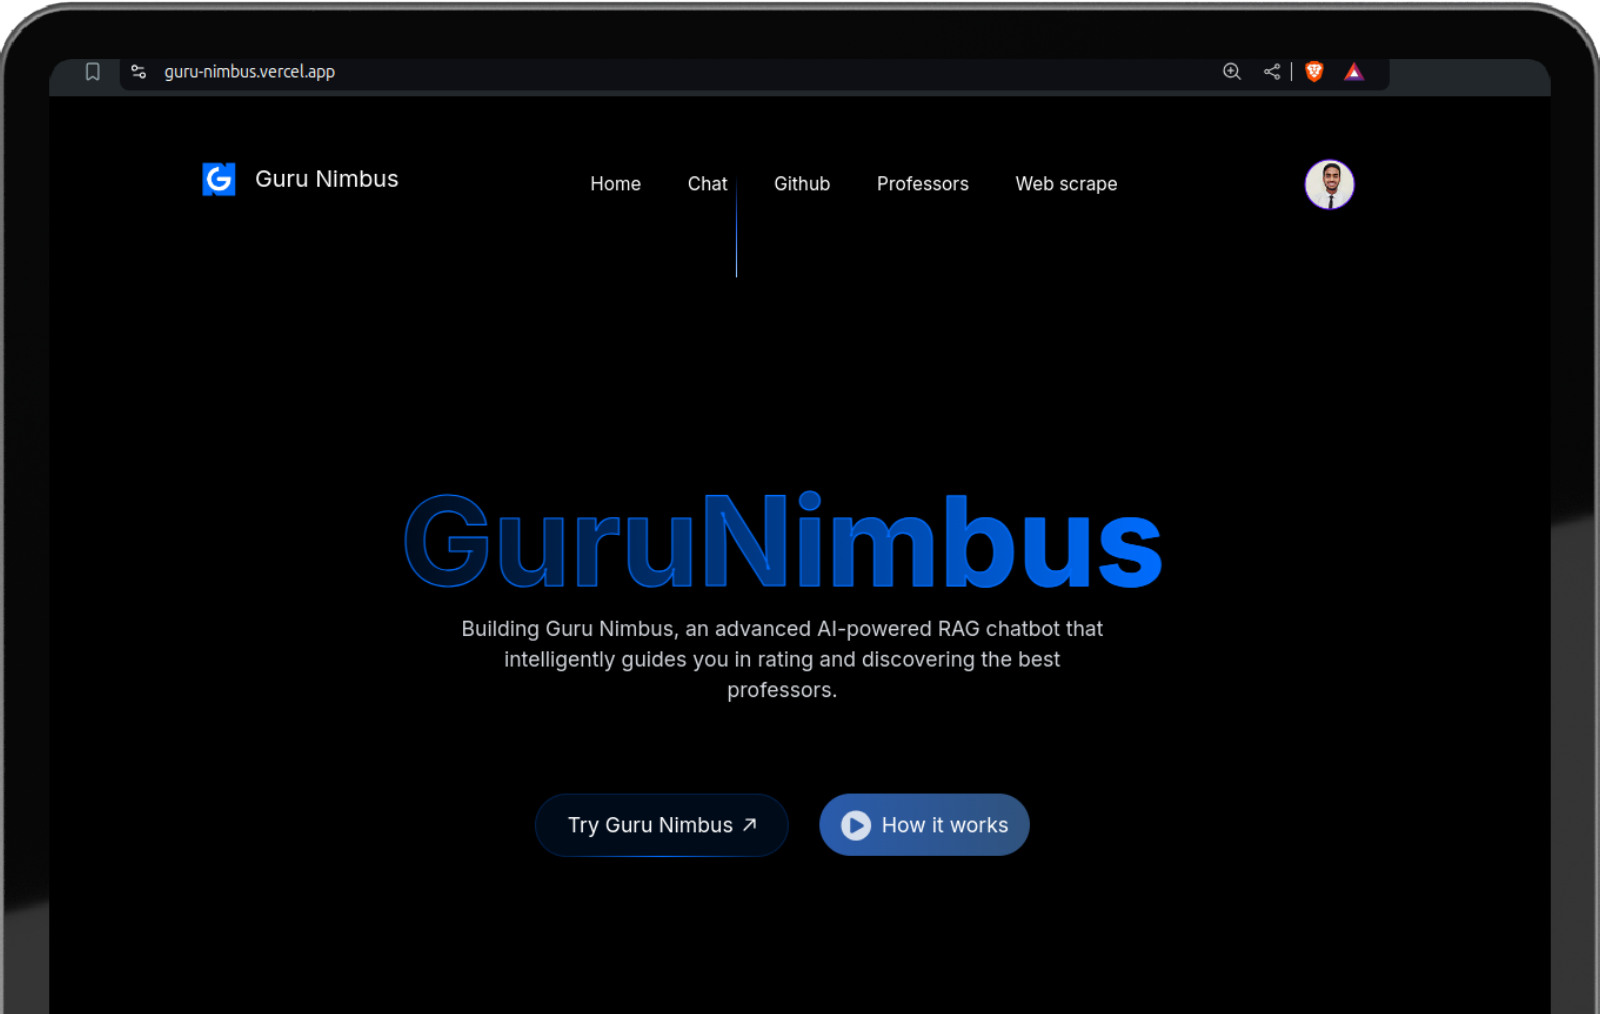 guru-nimbus.vercel.app
Guru Nimbus
Home Chat Github Professors Web scrape
GuruNimbus
Building Guru Nimbus, an advanced AI-powered RAG chatbot that
intelligently guides you in rating and discovering the best
professors.
Try Guru Nimbus How it works